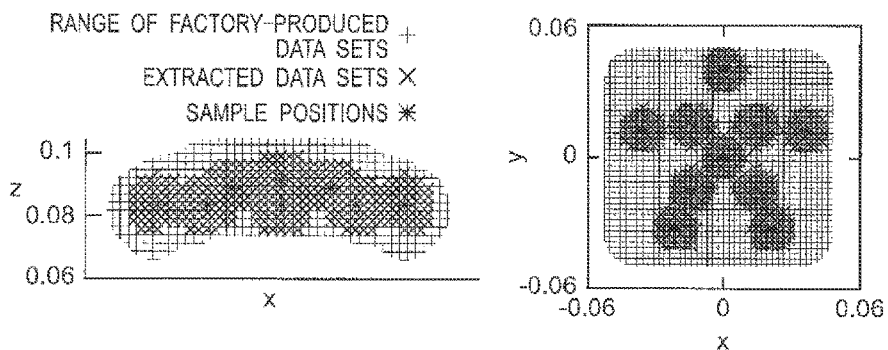 RANGE OF FACTORY-PRODUCED
DATA SETS +
EXTRACTED DATA SETS ×
SAMPLE POSITIONS ✳
0.1
z
0.08
0.06
x
0.06
y
0
-0.06
-0.06
0
0.06
x